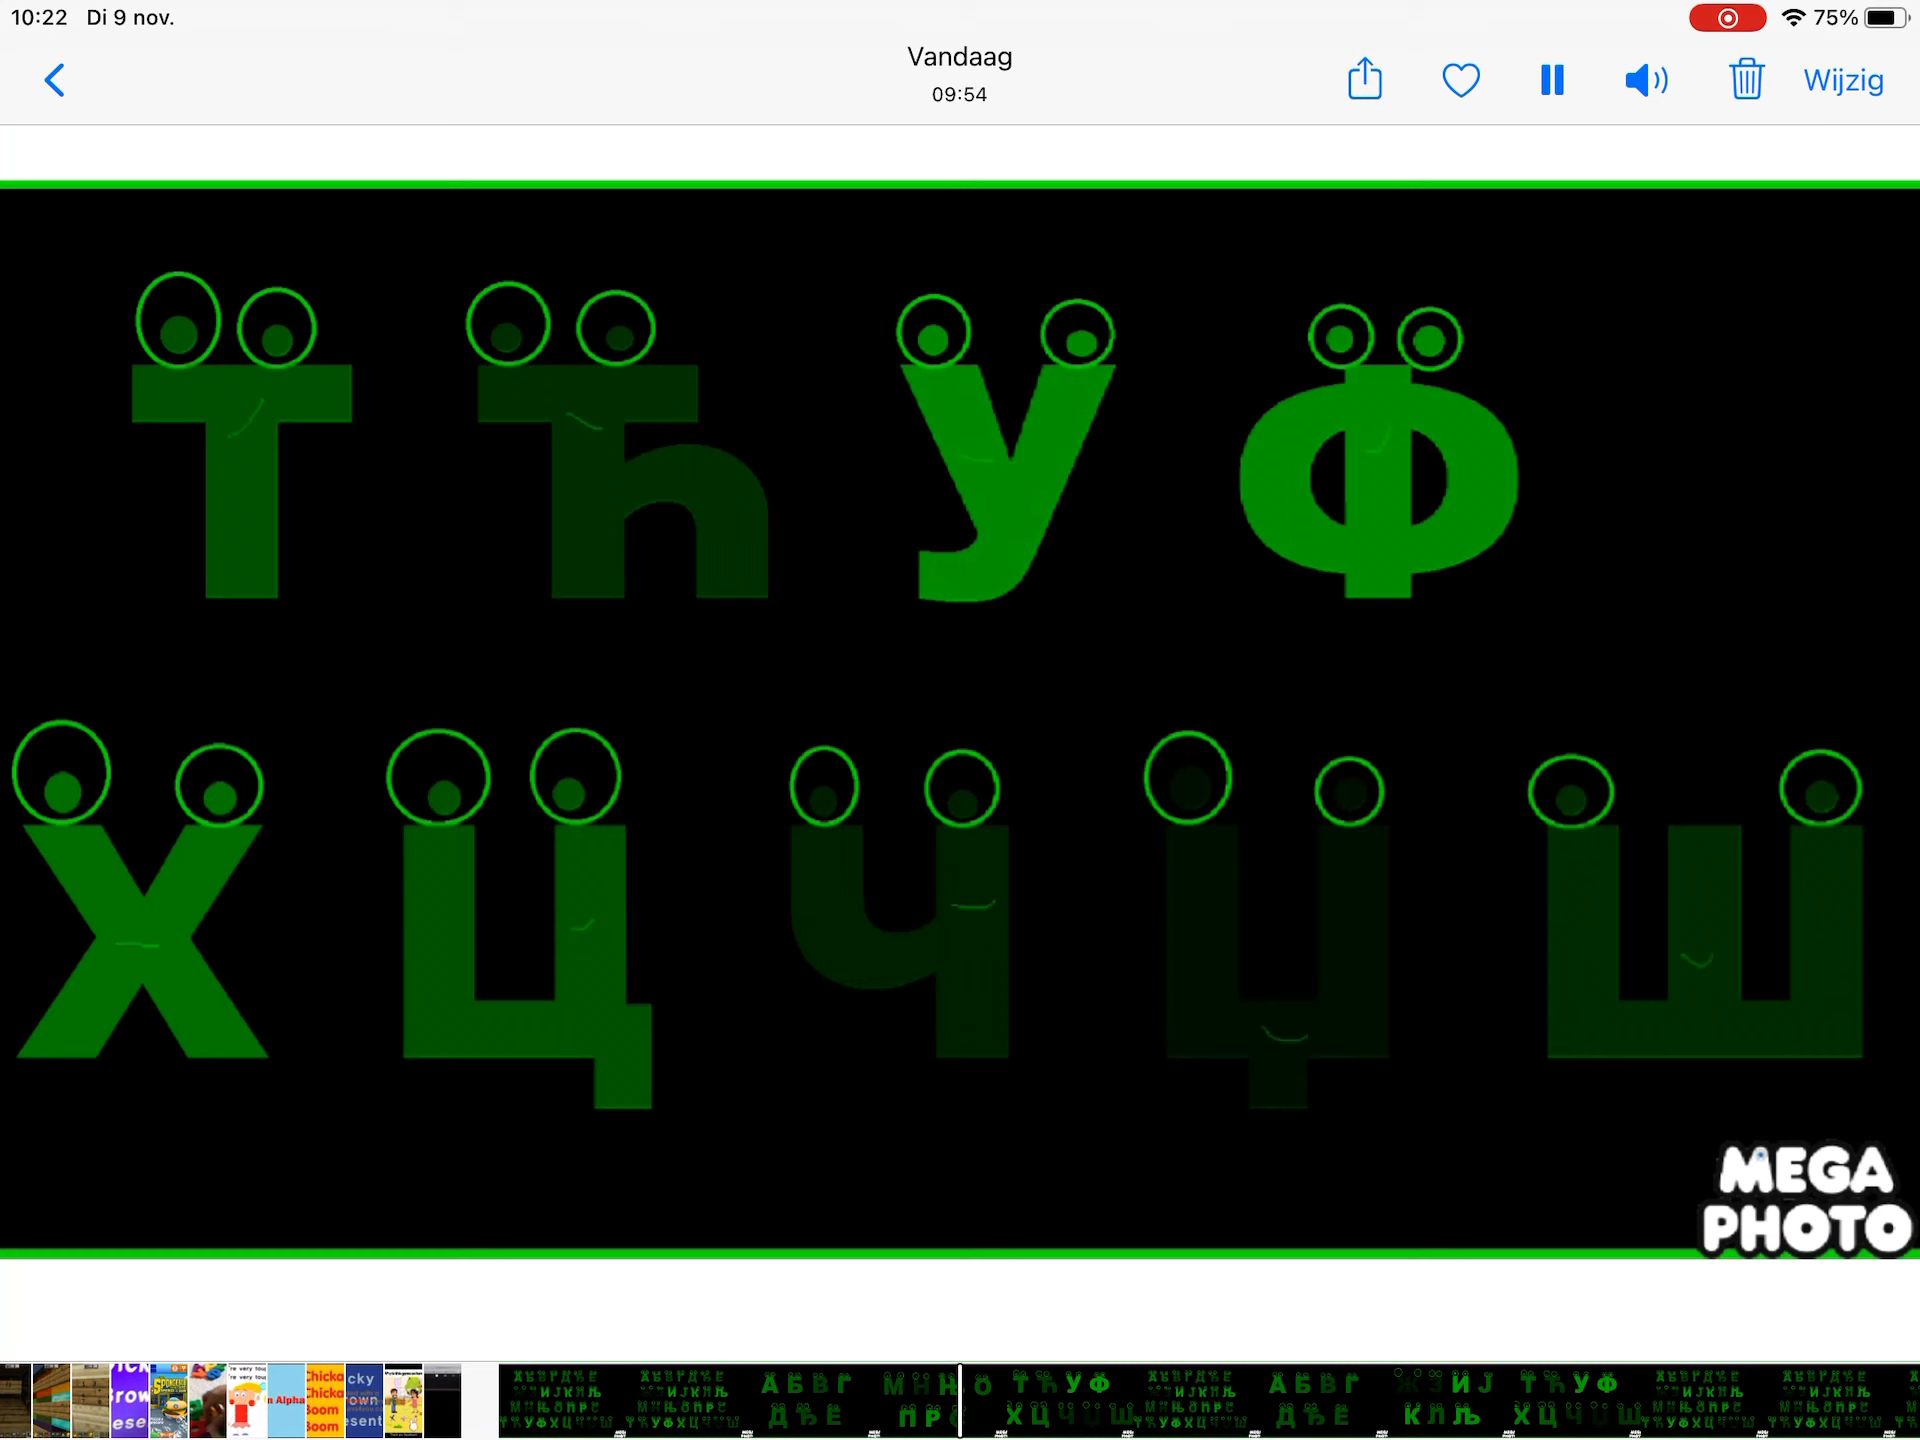 10:22 Di 9 nov.
75%
Vandaag
09:54
Wijzig
Т Ћ У Ф
Х Ц Ч Џ Ш
MEGA
PHOTO